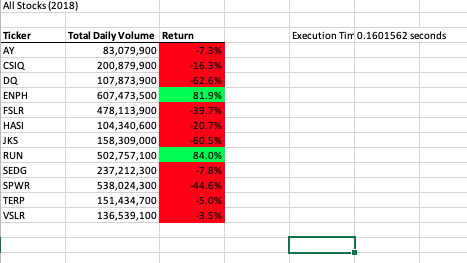 All Stocks (2018)
Ticker Total Daily Volume Return Execution Tim 0.1601562 seconds
AY 83,079,900 -7.3%
CSIQ 200,879,900 -16.3%
DQ 107,873,900 -62.6%
ENPH 607,473,500 81.9%
FSLR 478,113,900 -39.7%
HASI 104,340,600 -20.7%
JKS 158,309,000 -60.5%
RUN 502,757,100 84.0%
SEDG 237,212,300 -7.8%
SPWR 538,024,300 -44.6%
TERP 151,434,700 -5.0%
VSLR 136,539,100 -3.5%